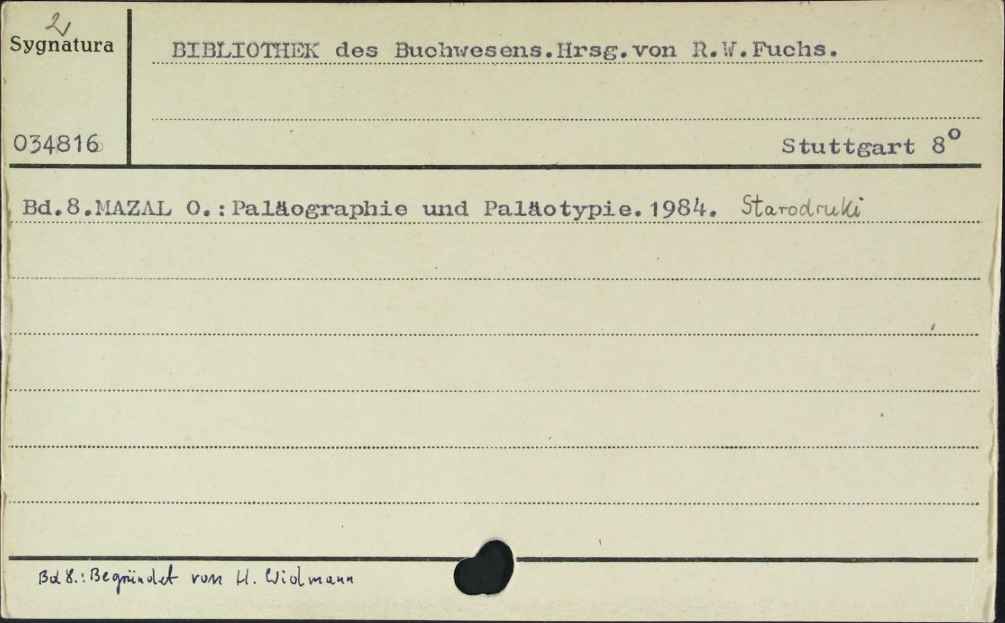 2
Sygnatura
BIBLIOTHEK des Buchwesens.Hrsg.von R.W.Fuchs.
034816
Stuttgart 8°
Bd.8.MAZAL O.:Paläographie und Paläotypie.1984. Starodruki
Bd 8.: Begründet von H. Widmann